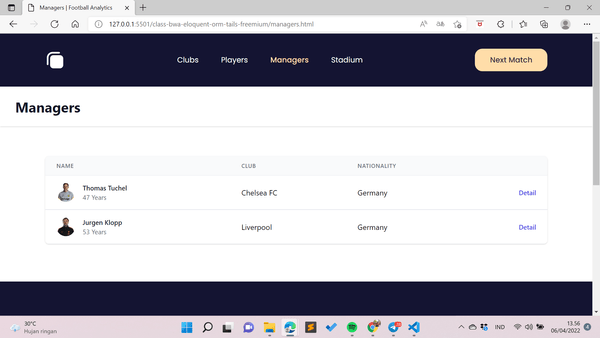 Managers | Football Analytics
127.0.0.1:5501/class-bwa-eloquent-orm-tails-freemium/managers.html
Clubs Players Managers Stadium Next Match
Managers
NAME CLUB NATIONALITY
Thomas Tuchel
47 Years
Chelsea FC Germany Detail
Jurgen Klopp
53 Years
Liverpool Germany Detail
30°C
Hujan ringan
IND
13.56
06/04/2022